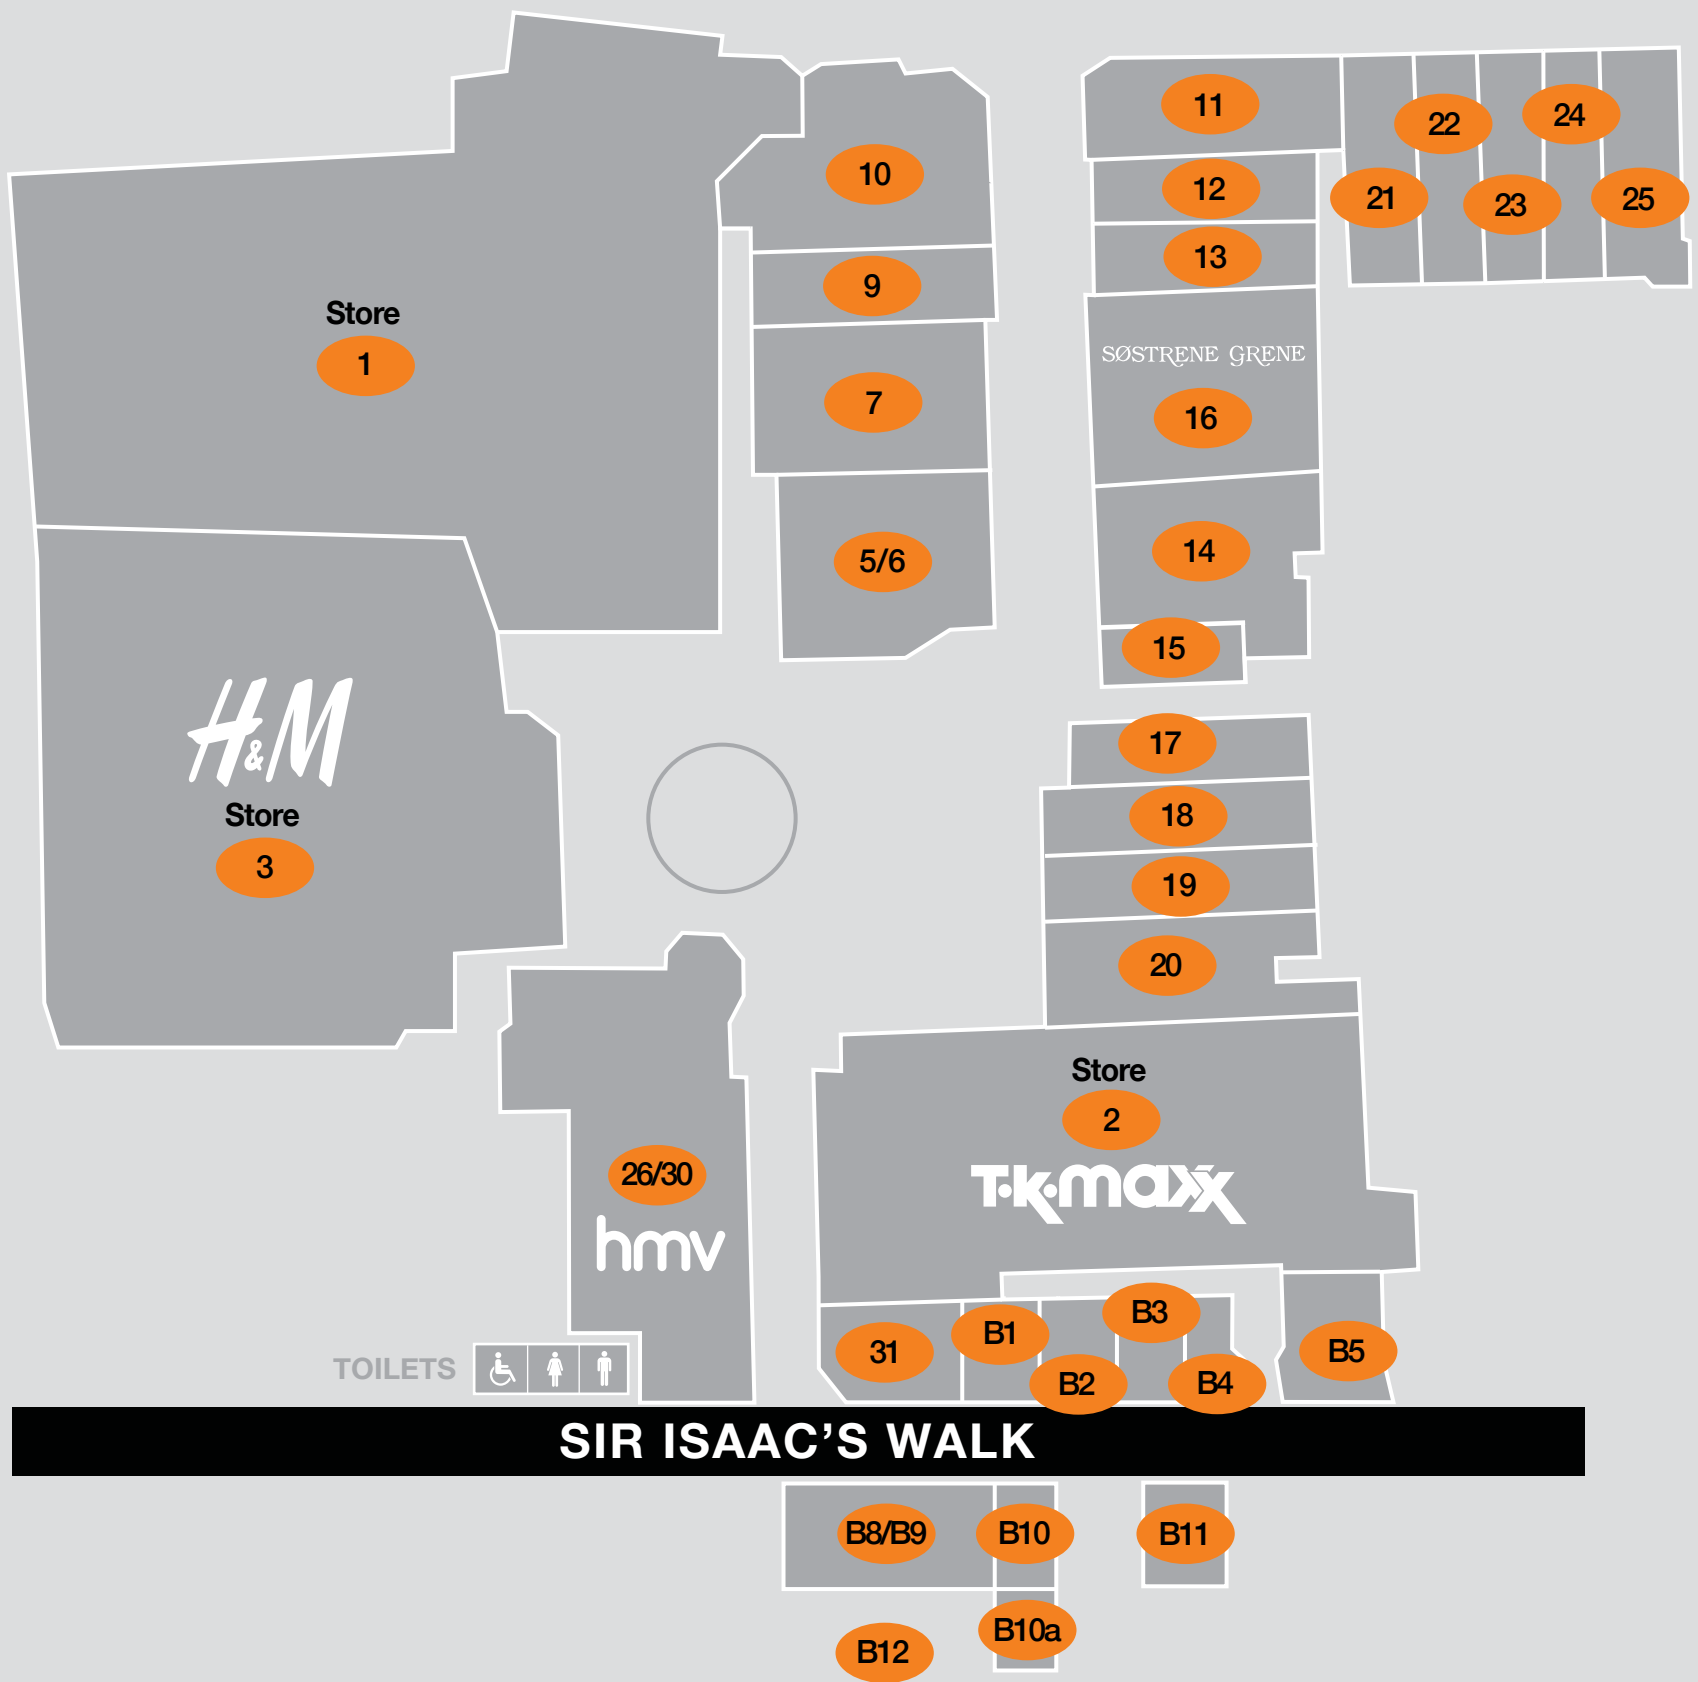 11
22
24
10
12
21
23
25
13
9
Store
1
SØSTRENE GRENE
7
16
5/6
14
15
H&M
17
Store
3
18
19
20
Store
2
26/30
T.K.maxx
hmv
B3
B1
31
B5
TOILETS
B2
B4
SIR ISAAC'S WALK
B8/B9
B10
B11
B10a
B12